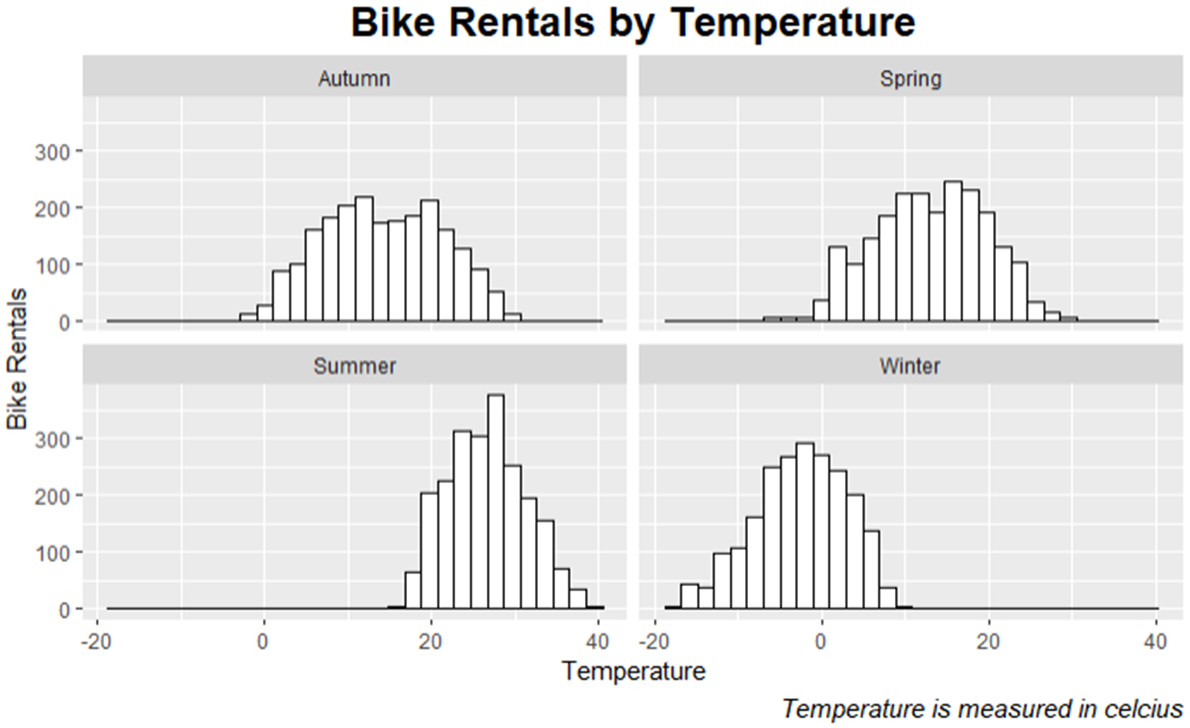 Bike Rentals by Temperature
Autumn
Spring
300
200
100
0
Bike Rentals
Summer
Winter
300
200
100
0
-20
0
20
40
-20
0
20
40
Temperature
Temperature is measured in celcius